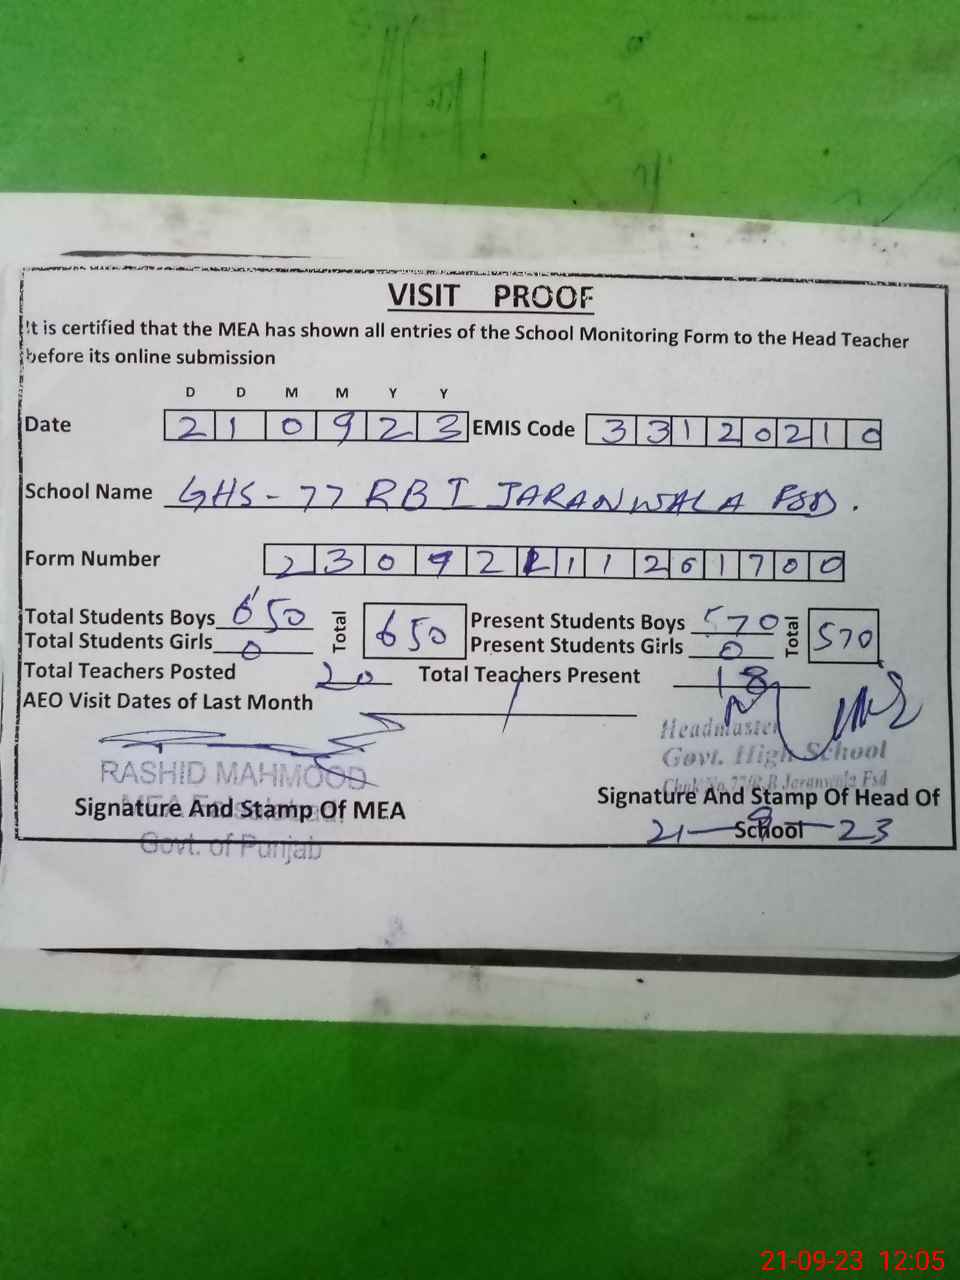 VISIT PROOF
It is certified that the MEA has shown all entries of the School Monitoring Form to the Head Teacher
before its online submission
D D M M Y Y
Date 2 1 0 9 2 3 EMIS Code 3 3 1 2 0 2 1 0
School Name GHS - 77 RB I JARANWALA FSD.
Form Number 2 3 0 9 2 1 1 1 2 6 1 7 0 0
Total Students Boys 650 Total 650 Present Students Boys 570 Total 570
Total Students Girls 0 Present Students Girls 0
Total Teachers Posted 20 Total Teachers Present 18
AEO Visit Dates of Last Month /
Headmaster
Govt. High School
Chak No. 77/R.B Jaranwala Fsd
RASHID MAHMOOD
Signature And Stamp Of MEA
Signature And Stamp Of Head Of
School
21-9-23
Govt. of Punjab
21-09-23 12:05